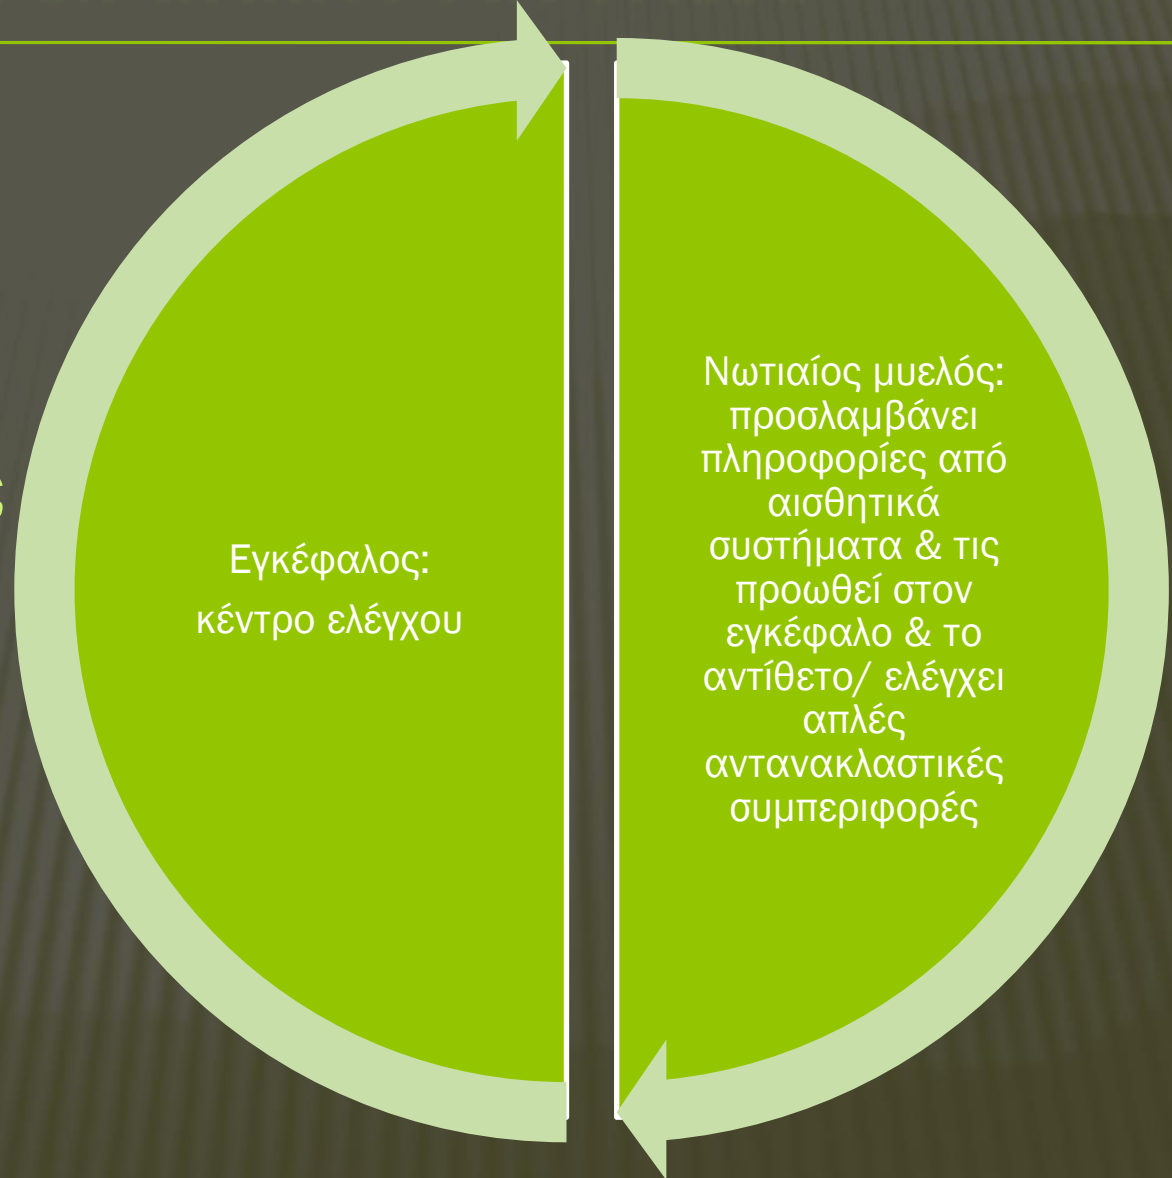 Εγκέφαλος:
κέντρο ελέγχου
Νωτιαίος μυελός:
προσλαμβάνει
πληροφορίες από
αισθητικά
συστήματα & τις
προωθεί στον
εγκέφαλο & το
αντίθετο/ ελέγχει
απλές
αντανακλαστικές
συμπεριφορές